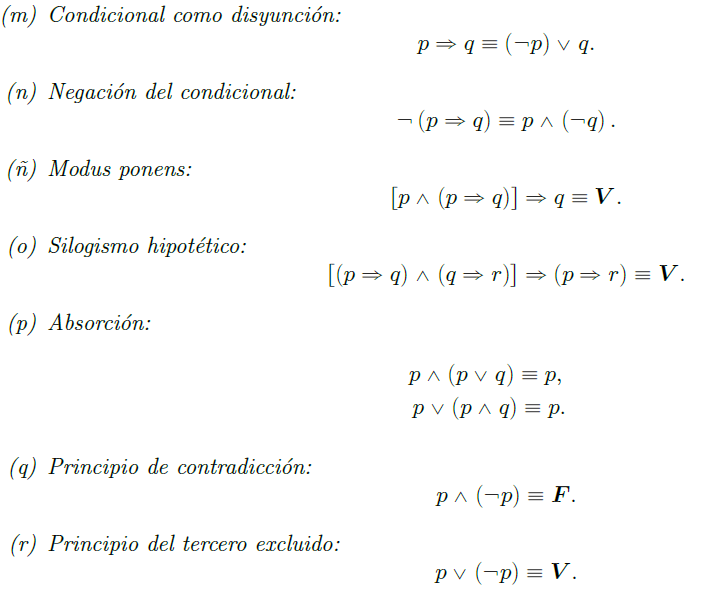 (m) Condicional como disyunción:
p ⇒ q ≡ (¬p) ∨ q.
(n) Negación del condicional:
¬ (p ⇒ q) ≡ p ∧ (¬q) .
(ñ) Modus ponens:
[p ∧ (p ⇒ q)] ⇒ q ≡ V .
(o) Silogismo hipotético:
[(p ⇒ q) ∧ (q ⇒ r)] ⇒ (p ⇒ r) ≡ V .
(p) Absorción:
p ∧ (p ∨ q) ≡ p,
p ∨ (p ∧ q) ≡ p.
(q) Principio de contradicción:
p ∧ (¬p) ≡ F .
(r) Principio del tercero excluido:
p ∨ (¬p) ≡ V .